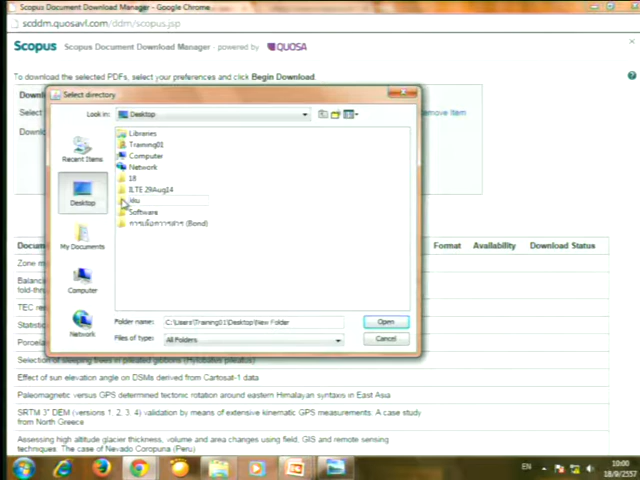 Scopus Document Download Manager - Google Chrome
scddm.quosavl.com/ddm/scopus.jsp
Scopus Scopus Document Download Manager - powered by QUOSA
To download the selected PDFs, select your preferences and click Begin Download.
Select directory
Look in: Desktop
Recent Items
Desktop
My Documents
Computer
Network
Libraries
Training01
Computer
Network
18
ILTE 29Aug14
kku
Software
(Bond)
Folder name: C:\Users\Training01\Desktop\New Folder
Open
Files of type: All Folders
Cancel
Select
emove Item
Format Availability Download Status
Zone
TEC
Selection of sleeping trees in pileated gibbons (Hylobates pileatus)
Effect of sun elevation angle on DSMs derived from Cartosat-1 data
Paleomagnetic versus GPS determined tectonic rotation around eastern Himalayan syntaxis in East Asia
SRTM 3" DEM (versions 1, 2, 3, 4) validation by means of extensive kinematic GPS measurements: A case study
from North Greece
Assessing high altitude glacier thickness, volume and area changes using field, GIS and remote sensing
techniques: The case of Nevado Coropuna (Peru)
EN
10:00
18/9/2557